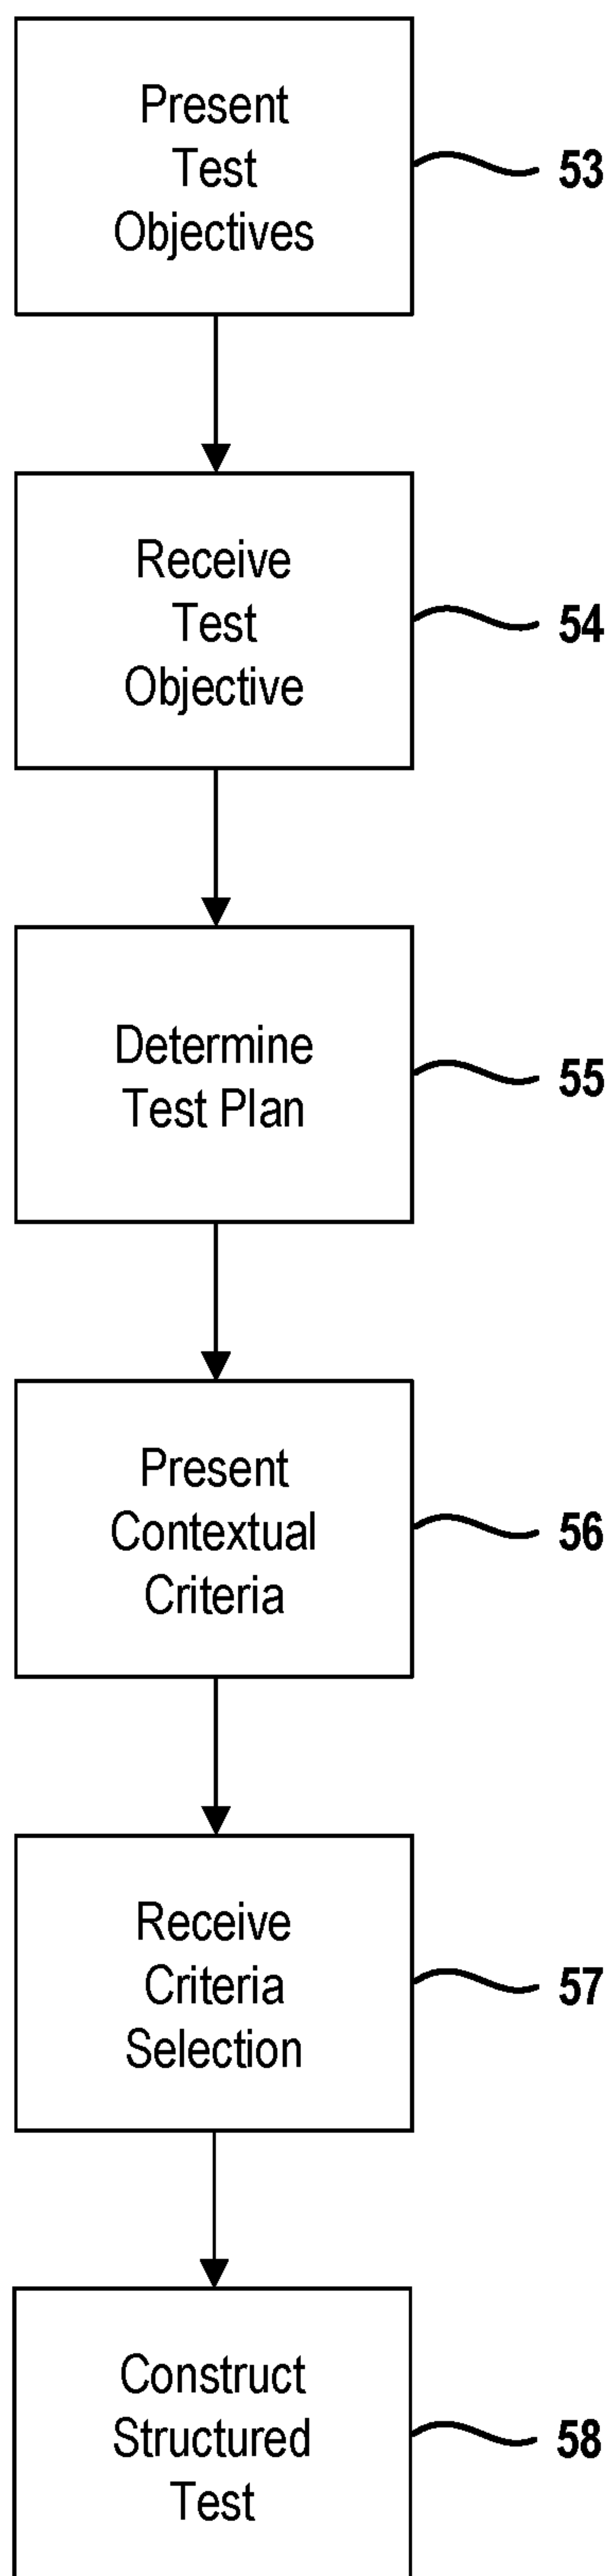 Present
Test
Objectives
53
Receive
Test
Objective
54
Determine
Test Plan
55
Present
Contextual
Criteria
56
Receive
Criteria
Selection
57
Construct
Structured
Test
58